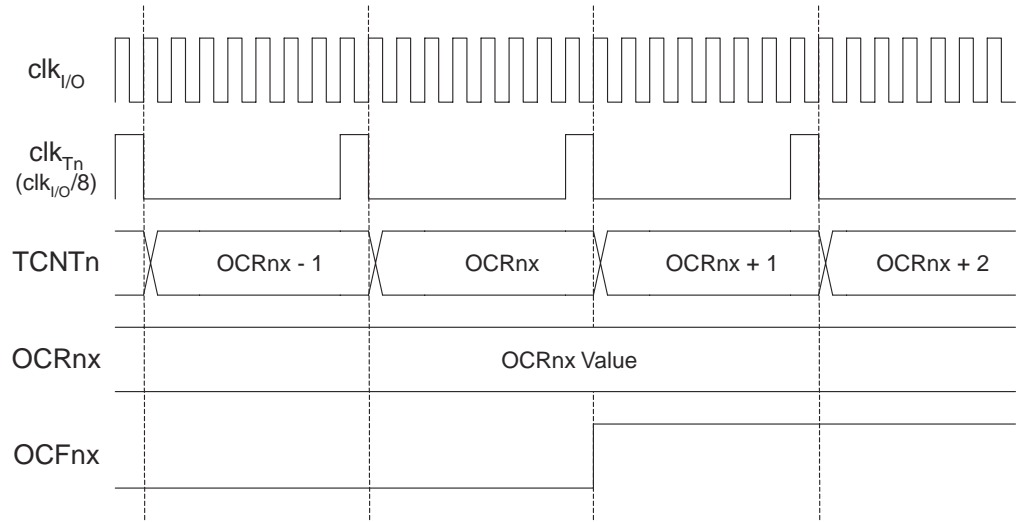 clkI/O
clkTn
(clkI/O/8)
TCNTn OCRnx - 1 OCRnx OCRnx + 1 OCRnx + 2
OCRnx OCRnx Value
OCFnx